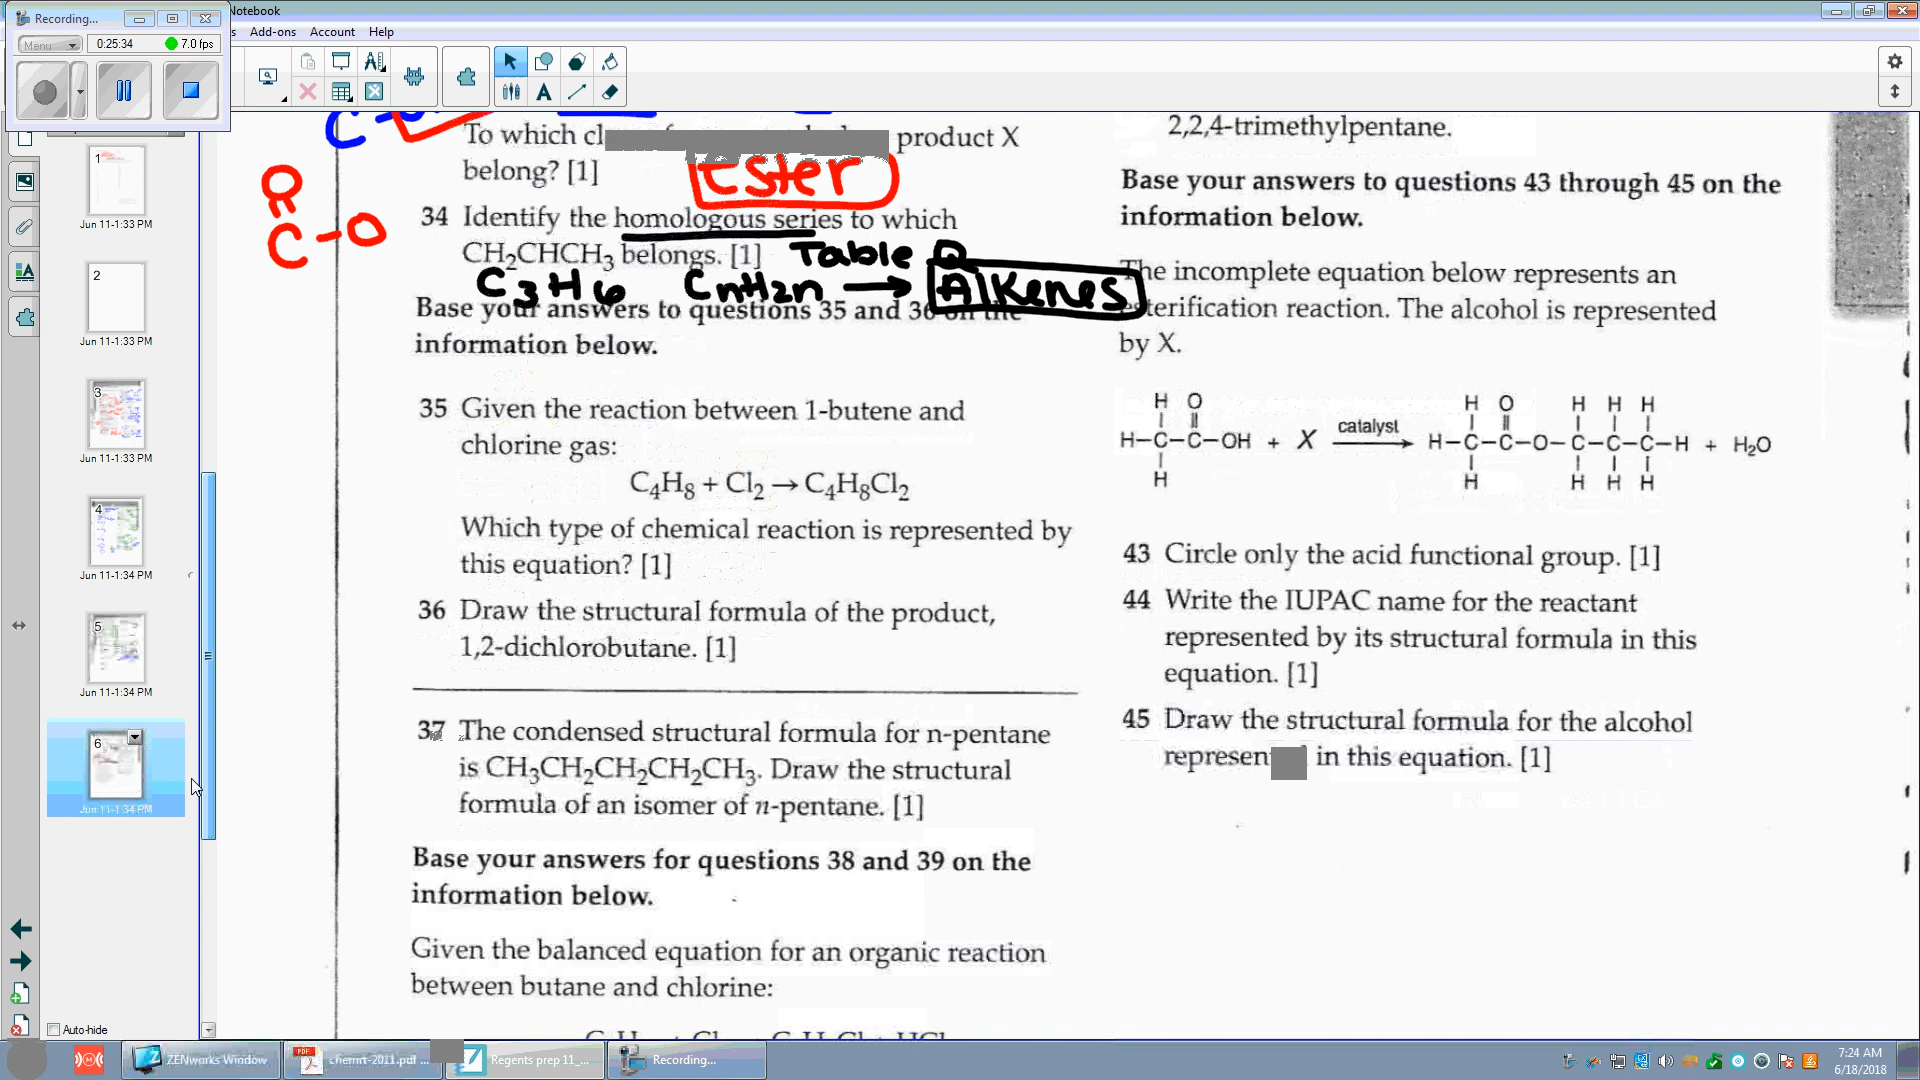 Recording...
Notebook
Menu
0:25:34
7.0 fps
s Add-ons Account Help
1
Jun 11-1:33 PM
2
Jun 11-1:33 PM
3
Jun 11-1:33 PM
4
Jun 11-1:34 PM
5
Jun 11-1:34 PM
6
Jun 11-1:34 PM
Auto-hide
To which product X
belong? [1]
Ester
O
C-O
34 Identify the homologous series to which
CH₂CHCH₃ belongs. [1] Table Q
C₃H₆ CnH2n → Alkenes
Base your answers to questions 35 and 36 on the
information below.
35 Given the reaction between 1-butene and
chlorine gas:
C₄H₈ + Cl₂ → C₄H₈Cl₂
Which type of chemical reaction is represented by
this equation? [1]
36 Draw the structural formula of the product,
1,2-dichlorobutane. [1]
37 The condensed structural formula for n-pentane
is CH₃CH₂CH₂CH₂CH₃. Draw the structural
formula of an isomer of n-pentane. [1]
Base your answers for questions 38 and 39 on the
information below.
Given the balanced equation for an organic reaction
between butane and chlorine:
2,2,4-trimethylpentane.
Base your answers to questions 43 through 45 on the
information below.
The incomplete equation below represents an
esterification reaction. The alcohol is represented
by X.
H O H O H H H
H-C-C-OH + X catalyst H-C-C-O-C-C-C-H + H₂O
H H H H H
43 Circle only the acid functional group. [1]
44 Write the IUPAC name for the reactant
represented by its structural formula in this
equation. [1]
45 Draw the structural formula for the alcohol
represen in this equation. [1]
ZENworks Window
chemrt-2011.pdf ...
Regents prep 11_...
Recording...
7:24 AM
6/18/2018